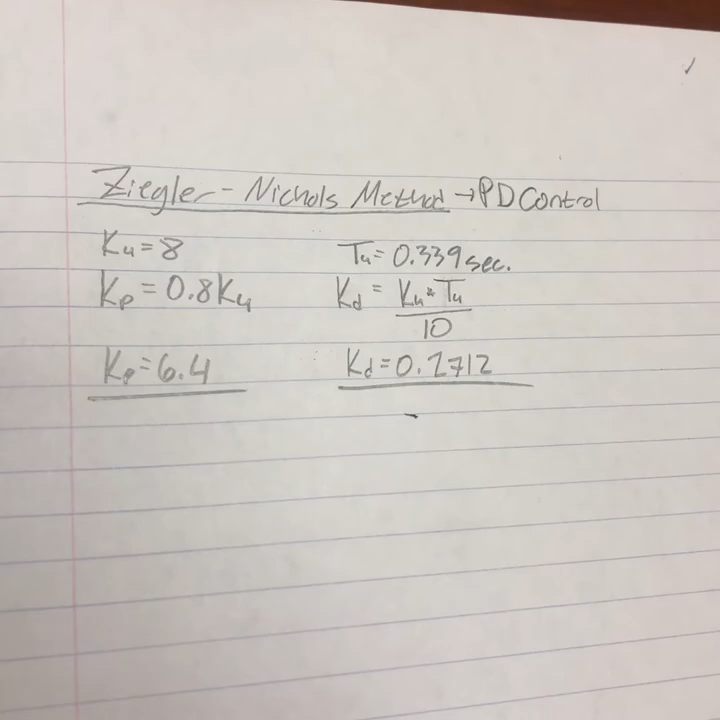 Ziegler-Nichols Method → PD Control
Ku = 8 Tu = 0.339 sec.
Kp = 0.8Ku Kd = Ku * Tu / 10
Kp = 6.4 Kd = 0.2712